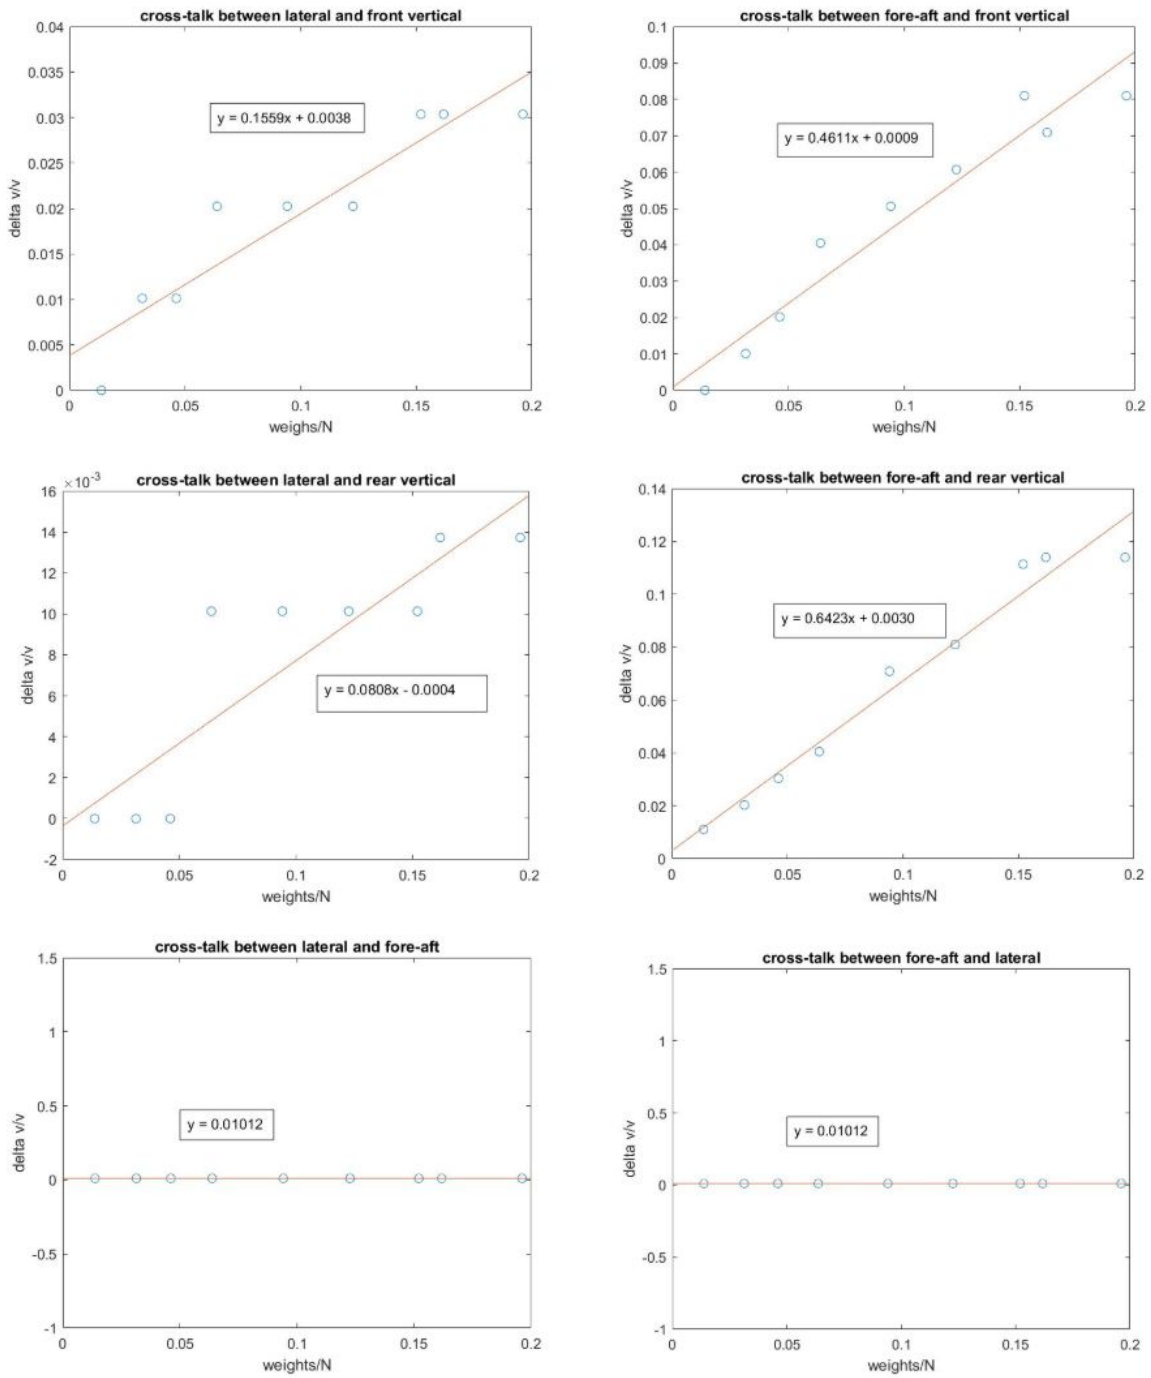 cross-talk between lateral and front vertical
0.04
0.035
0.03
0.025
0.02
0.015
0.01
0.005
0
y = 0.1559x + 0.0038
delta v/v
0 0.05 0.1 0.15 0.2
weighs/N
cross-talk between fore-aft and front vertical
0.1
0.09
0.08
0.07
0.06
0.05
0.04
0.03
0.02
0.01
0
y = 0.4611x + 0.0009
delta v/v
0 0.05 0.1 0.15 0.2
weights/N
cross-talk between lateral and rear vertical
×10-3
16
14
12
10
8
6
4
2
0
-2
y = 0.0808x - 0.0004
delta v/v
0 0.05 0.1 0.15 0.2
weights/N
cross-talk between fore-aft and rear vertical
0.14
0.12
0.1
0.08
0.06
0.04
0.02
0
y = 0.6423x + 0.0030
delta v/v
0 0.05 0.1 0.15 0.2
weights/N
cross-talk between lateral and fore-aft
1.5
1
0.5
0
-0.5
-1
y = 0.01012
delta v/v
0 0.05 0.1 0.15 0.2
weights/N
cross-talk between fore-aft and lateral
1.5
1
0.5
0
-0.5
-1
y = 0.01012
delta v/v
0 0.05 0.1 0.15 0.2
weights/N